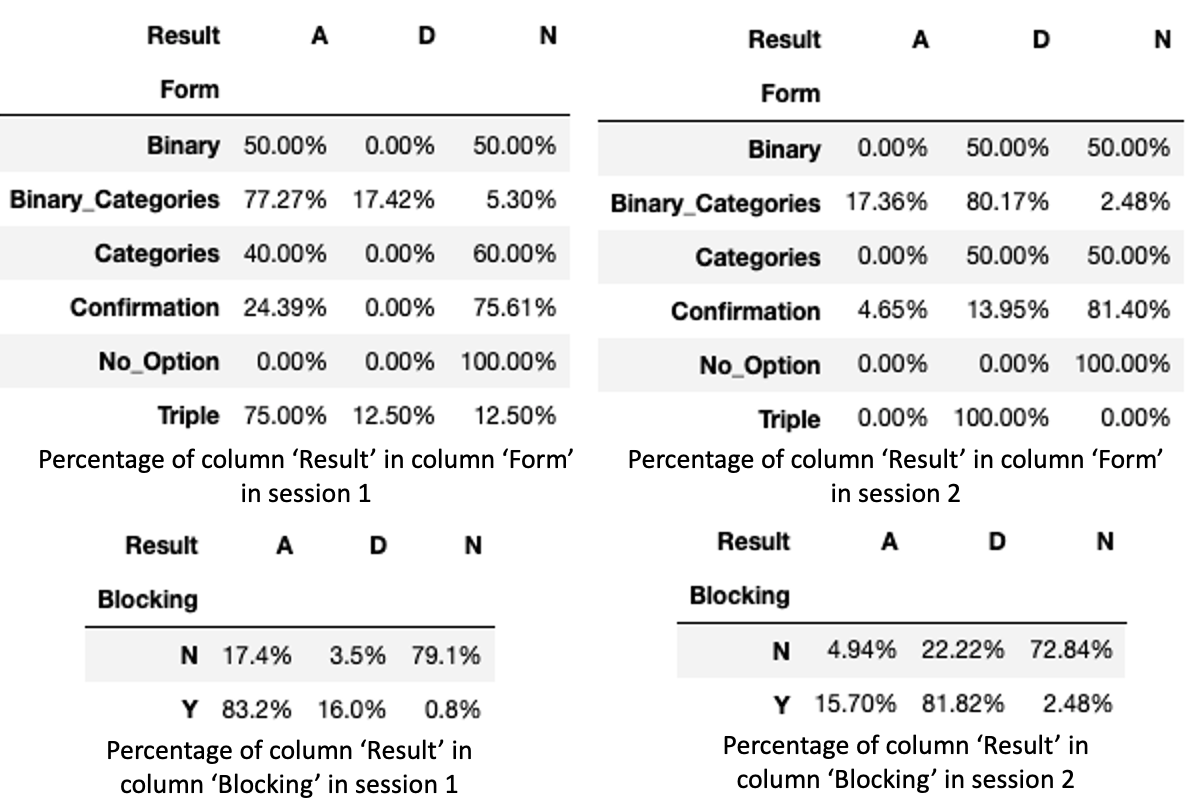 Result A D N
Form
Binary 50.00% 0.00% 50.00%
Binary_Categories 77.27% 17.42% 5.30%
Categories 40.00% 0.00% 60.00%
Confirmation 24.39% 0.00% 75.61%
No_Option 0.00% 0.00% 100.00%
Triple 75.00% 12.50% 12.50%
Percentage of column ‘Result’ in column ‘Form’
in session 1
Result A D N
Form
Binary 0.00% 50.00% 50.00%
Binary_Categories 17.36% 80.17% 2.48%
Categories 0.00% 50.00% 50.00%
Confirmation 4.65% 13.95% 81.40%
No_Option 0.00% 0.00% 100.00%
Triple 0.00% 100.00% 0.00%
Percentage of column ‘Result’ in column ‘Form’
in session 2
Result A D N
Blocking
N 17.4% 3.5% 79.1%
Y 83.2% 16.0% 0.8%
Percentage of column ‘Result’ in
column ‘Blocking’ in session 1
Result A D N
Blocking
N 4.94% 22.22% 72.84%
Y 15.70% 81.82% 2.48%
Percentage of column ‘Result’ in
column ‘Blocking’ in session 2